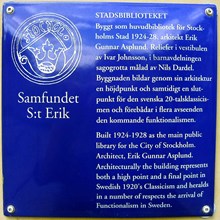 STADSBIBLIOTEKET
Byggt som huvudbibliotek för Stock-
holms Stad 1924-28, arkitekt Erik
Gunnar Asplund. Reliefer i vestibulen
av Ivar Johnsson, i barnavdelningen
sagogrotta målad av Nils Dardel.
Byggnaden bildar genom sin arkitektur
en höjdpunkt och samtidigt en slut-
punkt för den svenska 20-talsklassicis-
men och förebådar i flera avseenden
den kommande funktionalismen.
Built 1924-1928 as the main public
library for the City of Stockholm.
Architect, Erik Gunnar Asplund.
Architecturally the building represents
both a high point and a final point in
Swedish 1920's Classicism and heralds
in a number of respects the arrival of
Functionalism in Sweden.
Samfundet
S:t Erik